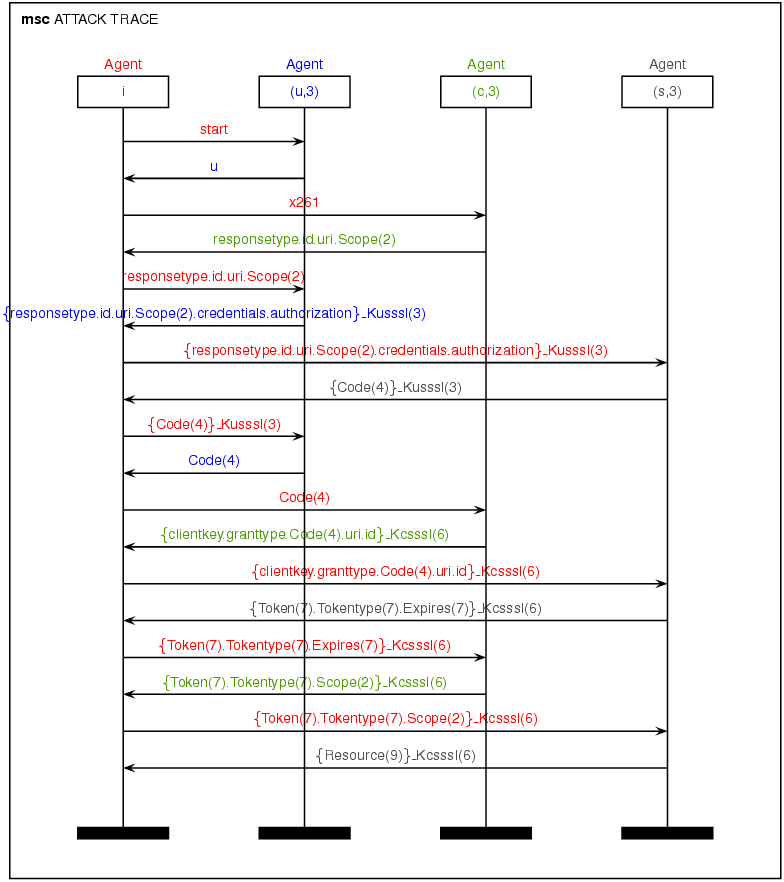 msc ATTACK TRACE
Agent Agent Agent Agent
i (u,3) (c,3) (s,3)
start
u
x261
responsetype.id.uri.Scope(2)
responsetype.id.uri.Scope(2)
{responsetype.id.uri.Scope(2).credentials.authorization}_Kusssl(3)
{responsetype.id.uri.Scope(2).credentials.authorization}_Kusssl(3)
{Code(4)}_Kusssl(3)
{Code(4)}_Kusssl(3)
Code(4)
Code(4)
{clientkey.granttype.Code(4).uri.id}_Kcsssl(6)
{clientkey.granttype.Code(4).uri.id}_Kcsssl(6)
{Token(7).Tokentype(7).Expires(7)}_Kcsssl(6)
{Token(7).Tokentype(7).Expires(7)}_Kcsssl(6)
{Token(7).Tokentype(7).Scope(2)}_Kcsssl(6)
{Token(7).Tokentype(7).Scope(2)}_Kcsssl(6)
{Resource(9)}_Kcsssl(6)